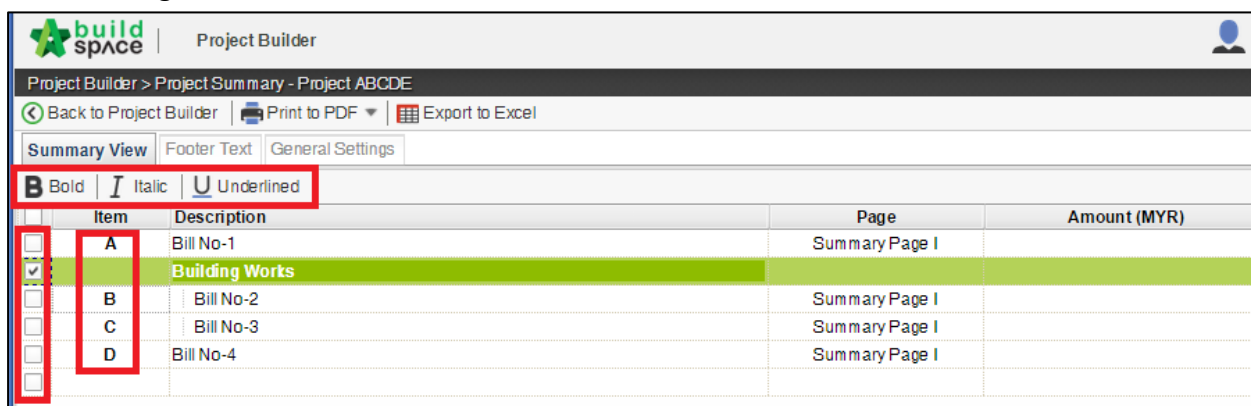 build space | Project Builder
Project Builder > Project Summary - Project ABCDE
Back to Project Builder | Print to PDF | Export to Excel
Summary View Footer Text General Settings
B Bold | I Italic | U Underlined
Item Description Page Amount (MYR)
A Bill No-1 Summary Page I
Building Works
B Bill No-2 Summary Page I
C Bill No-3 Summary Page I
D Bill No-4 Summary Page I